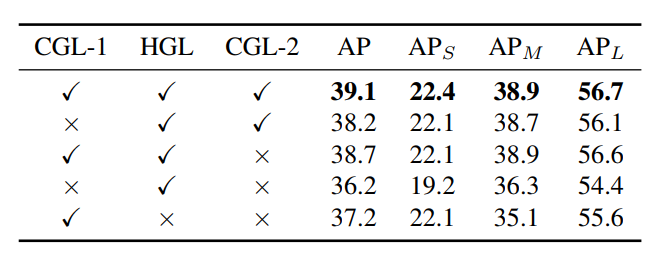 CGL-1 HGL CGL-2 AP AP_S AP_M AP_L
✓ ✓ ✓ 39.1 22.4 38.9 56.7
× ✓ ✓ 38.2 22.1 38.7 56.1
✓ ✓ × 38.7 22.1 38.9 56.6
× ✓ × 36.2 19.2 36.3 54.4
✓ × × 37.2 22.1 35.1 55.6